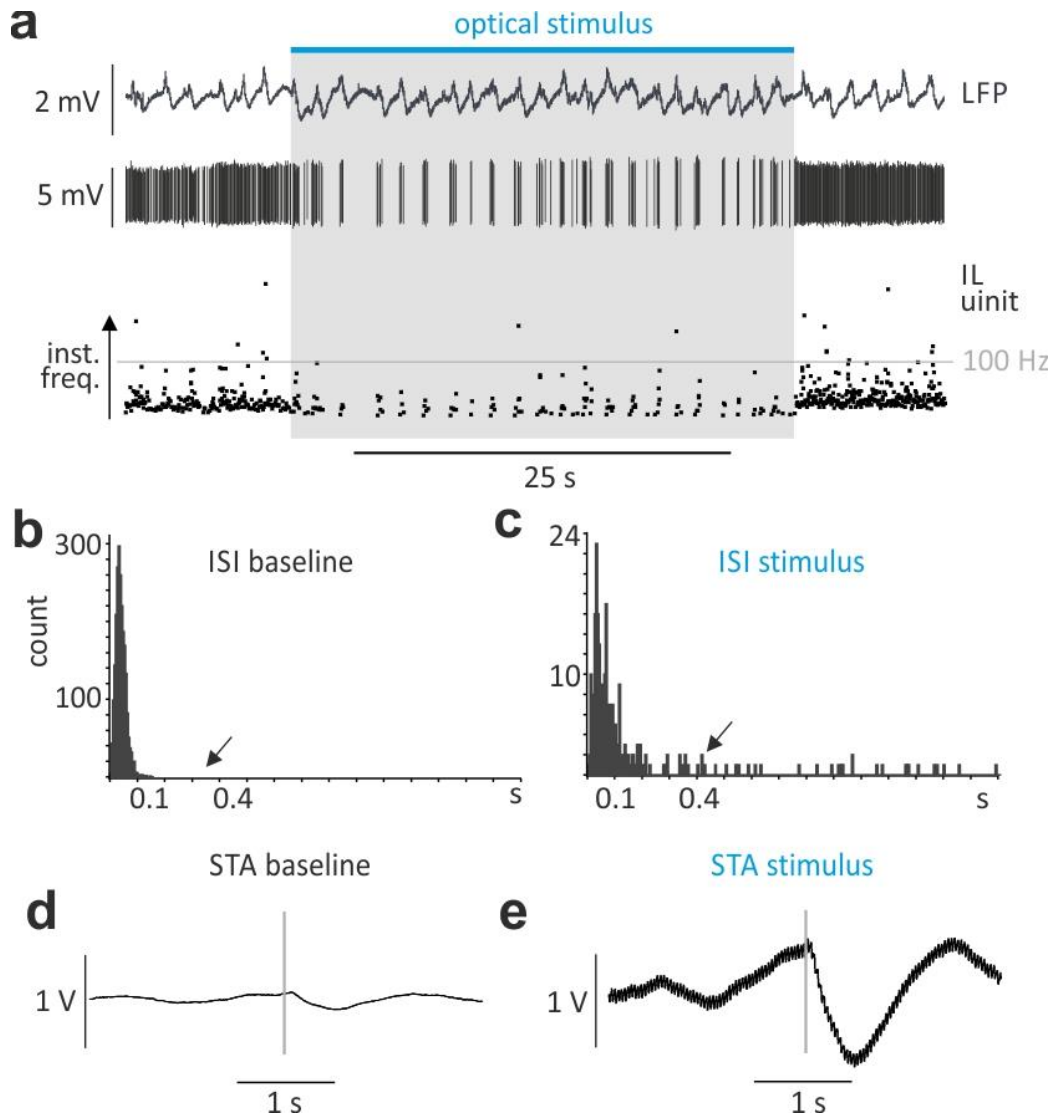 a
optical stimulus
2 mV
LFP
5 mV
IL
uinit
inst.
freq.
100 Hz
25 s
b
300
ISI baseline
count
100
0.1
0.4
s
c
24
ISI stimulus
10
0.1
0.4
s
STA baseline
STA stimulus
d
1 V
1 s
e
1 V
1 s